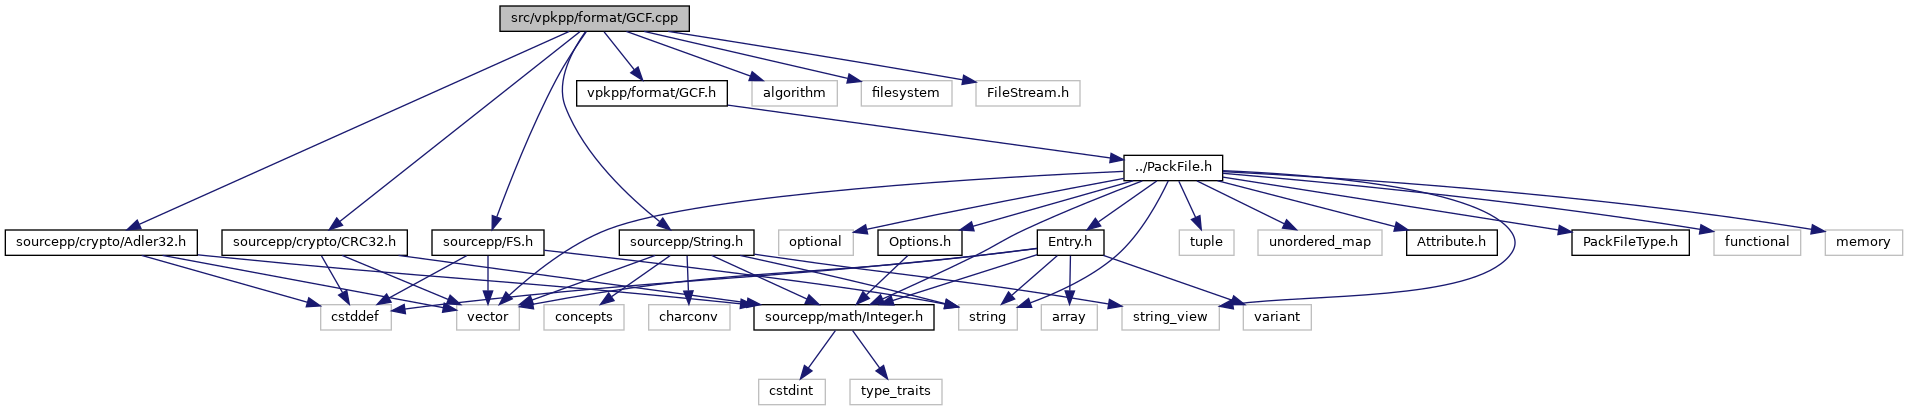 src/vpkpp/format/GCF.cpp
vpkpp/format/GCF.h
algorithm
filesystem
FileStream.h
../PackFile.h
sourcepp/crypto/Adler32.h
sourcepp/crypto/CRC32.h
sourcepp/FS.h
sourcepp/String.h
optional
Options.h
Entry.h
tuple
unordered_map
Attribute.h
PackFileType.h
functional
memory
cstddef
vector
concepts
charconv
sourcepp/math/Integer.h
string
array
string_view
variant
cstdint
type_traits